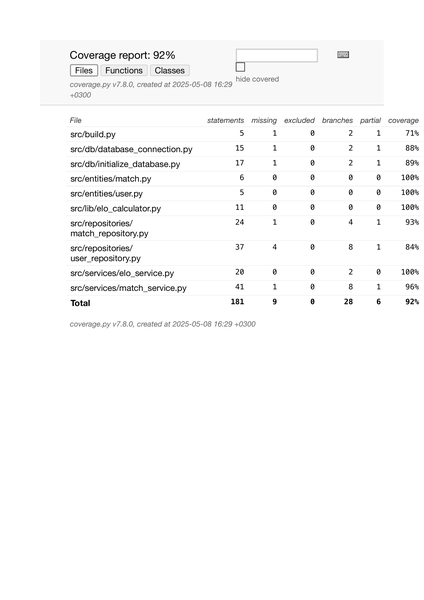 Coverage report: 92%
Files Functions Classes
hide covered
coverage.py v7.8.0, created at 2025-05-08 16:29
+0300
File statements missing excluded branches partial coverage
src/build.py 5 1 0 2 1 71%
src/db/database_connection.py 15 1 0 2 1 88%
src/db/initialize_database.py 17 1 0 2 1 89%
src/entities/match.py 6 0 0 0 0 100%
src/entities/user.py 5 0 0 0 0 100%
src/lib/elo_calculator.py 11 0 0 0 0 100%
src/repositories/ 24 1 0 4 1 93%
match_repository.py
src/repositories/ 37 4 0 8 1 84%
user_repository.py
src/services/elo_service.py 20 0 0 2 0 100%
src/services/match_service.py 41 1 0 8 1 96%
Total 181 9 0 28 6 92%
coverage.py v7.8.0, created at 2025-05-08 16:29 +0300